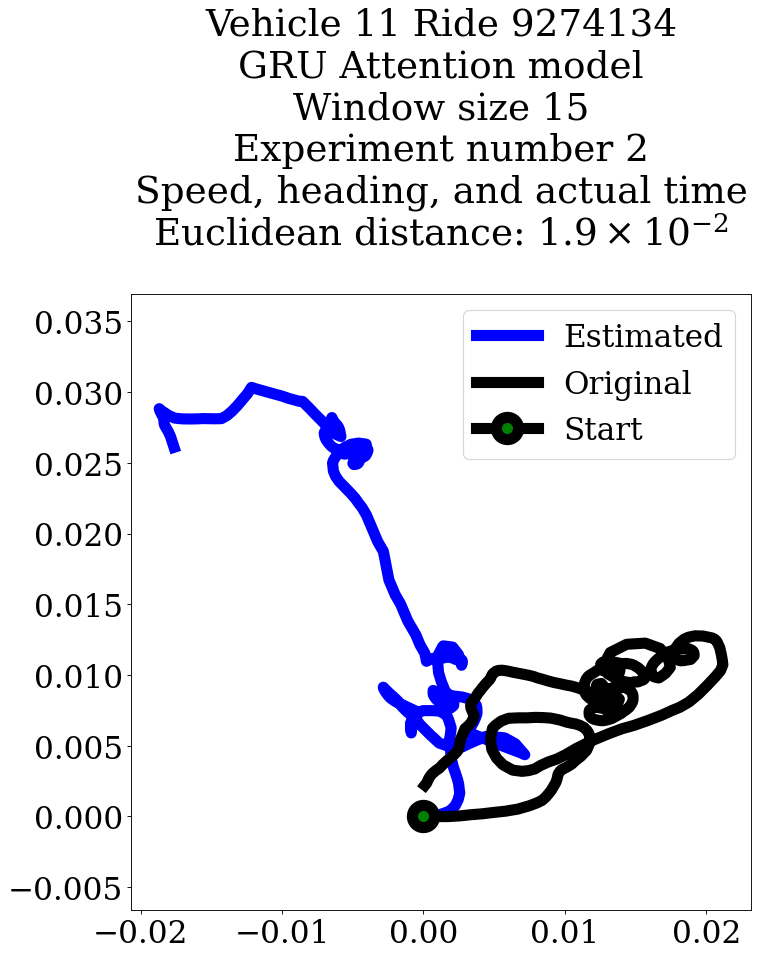 Vehicle 11 Ride 9274134
GRU Attention model
Window size 15
Experiment number 2
Speed, heading, and actual time
Euclidean distance: 1.9 × 10⁻²
Estimated
Original
Start
0.035
0.030
0.025
0.020
0.015
0.010
0.005
0.000
−0.005
−0.02
−0.01
0.00
0.01
0.02